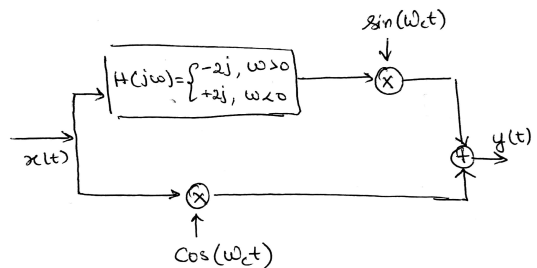 sin(ω_c t)
H(jω) = { -2j, ω>0
+2j, ω<0
x
x(t)
+
y(t)
x
Cos(ω_c t)